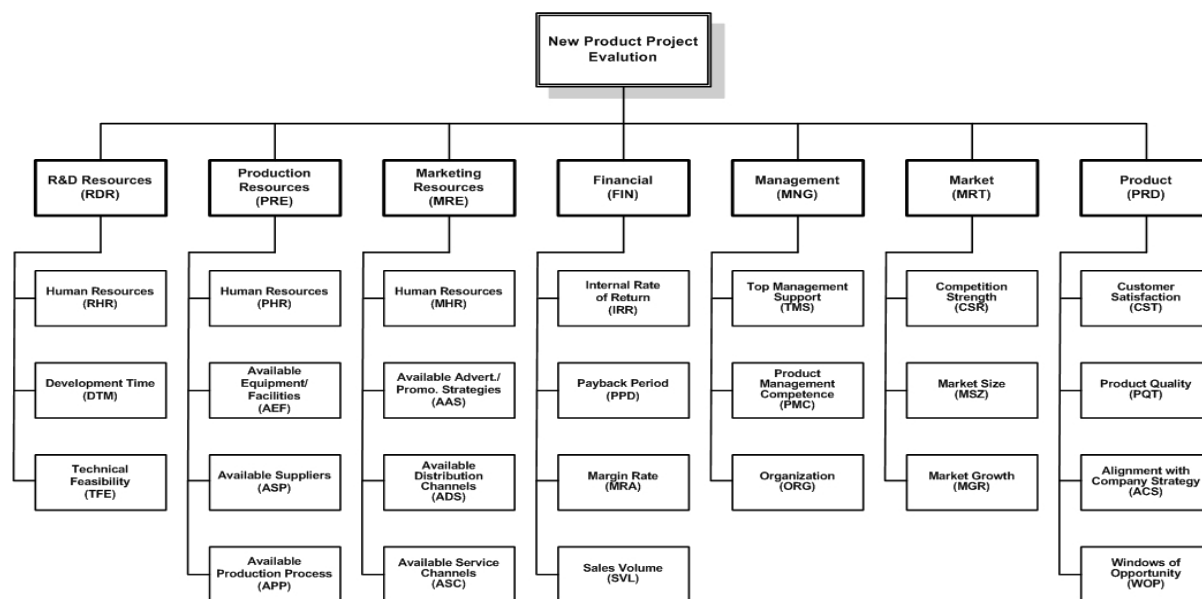 New Product Project
Evalution
R&D Resources
(RDR)
Production
Resources
(PRE)
Marketing
Resources
(MRE)
Financial
(FIN)
Management
(MNG)
Market
(MRT)
Product
(PRD)
Human Resources
(RHR)
Human Resources
(PHR)
Human Resources
(MHR)
Internal Rate
of Return
(IRR)
Top Management
Support
(TMS)
Competition
Strength
(CSR)
Customer
Satisfaction
(CST)
Development Time
(DTM)
Available
Equipment/
Facilities
(AEF)
Available Advert./
Promo. Strategies
(AAS)
Payback Period
(PPD)
Product
Management
Competence
(PMC)
Market Size
(MSZ)
Product Quality
(PQT)
Technical
Feasibility
(TFE)
Available Suppliers
(ASP)
Available
Distribution
Channels
(ADS)
Margin Rate
(MRA)
Organization
(ORG)
Market Growth
(MGR)
Alignment with
Company Strategy
(ACS)
Available
Production Process
(APP)
Available Service
Channels
(ASC)
Sales Volume
(SVL)
Windows of
Opportunity
(WOP)